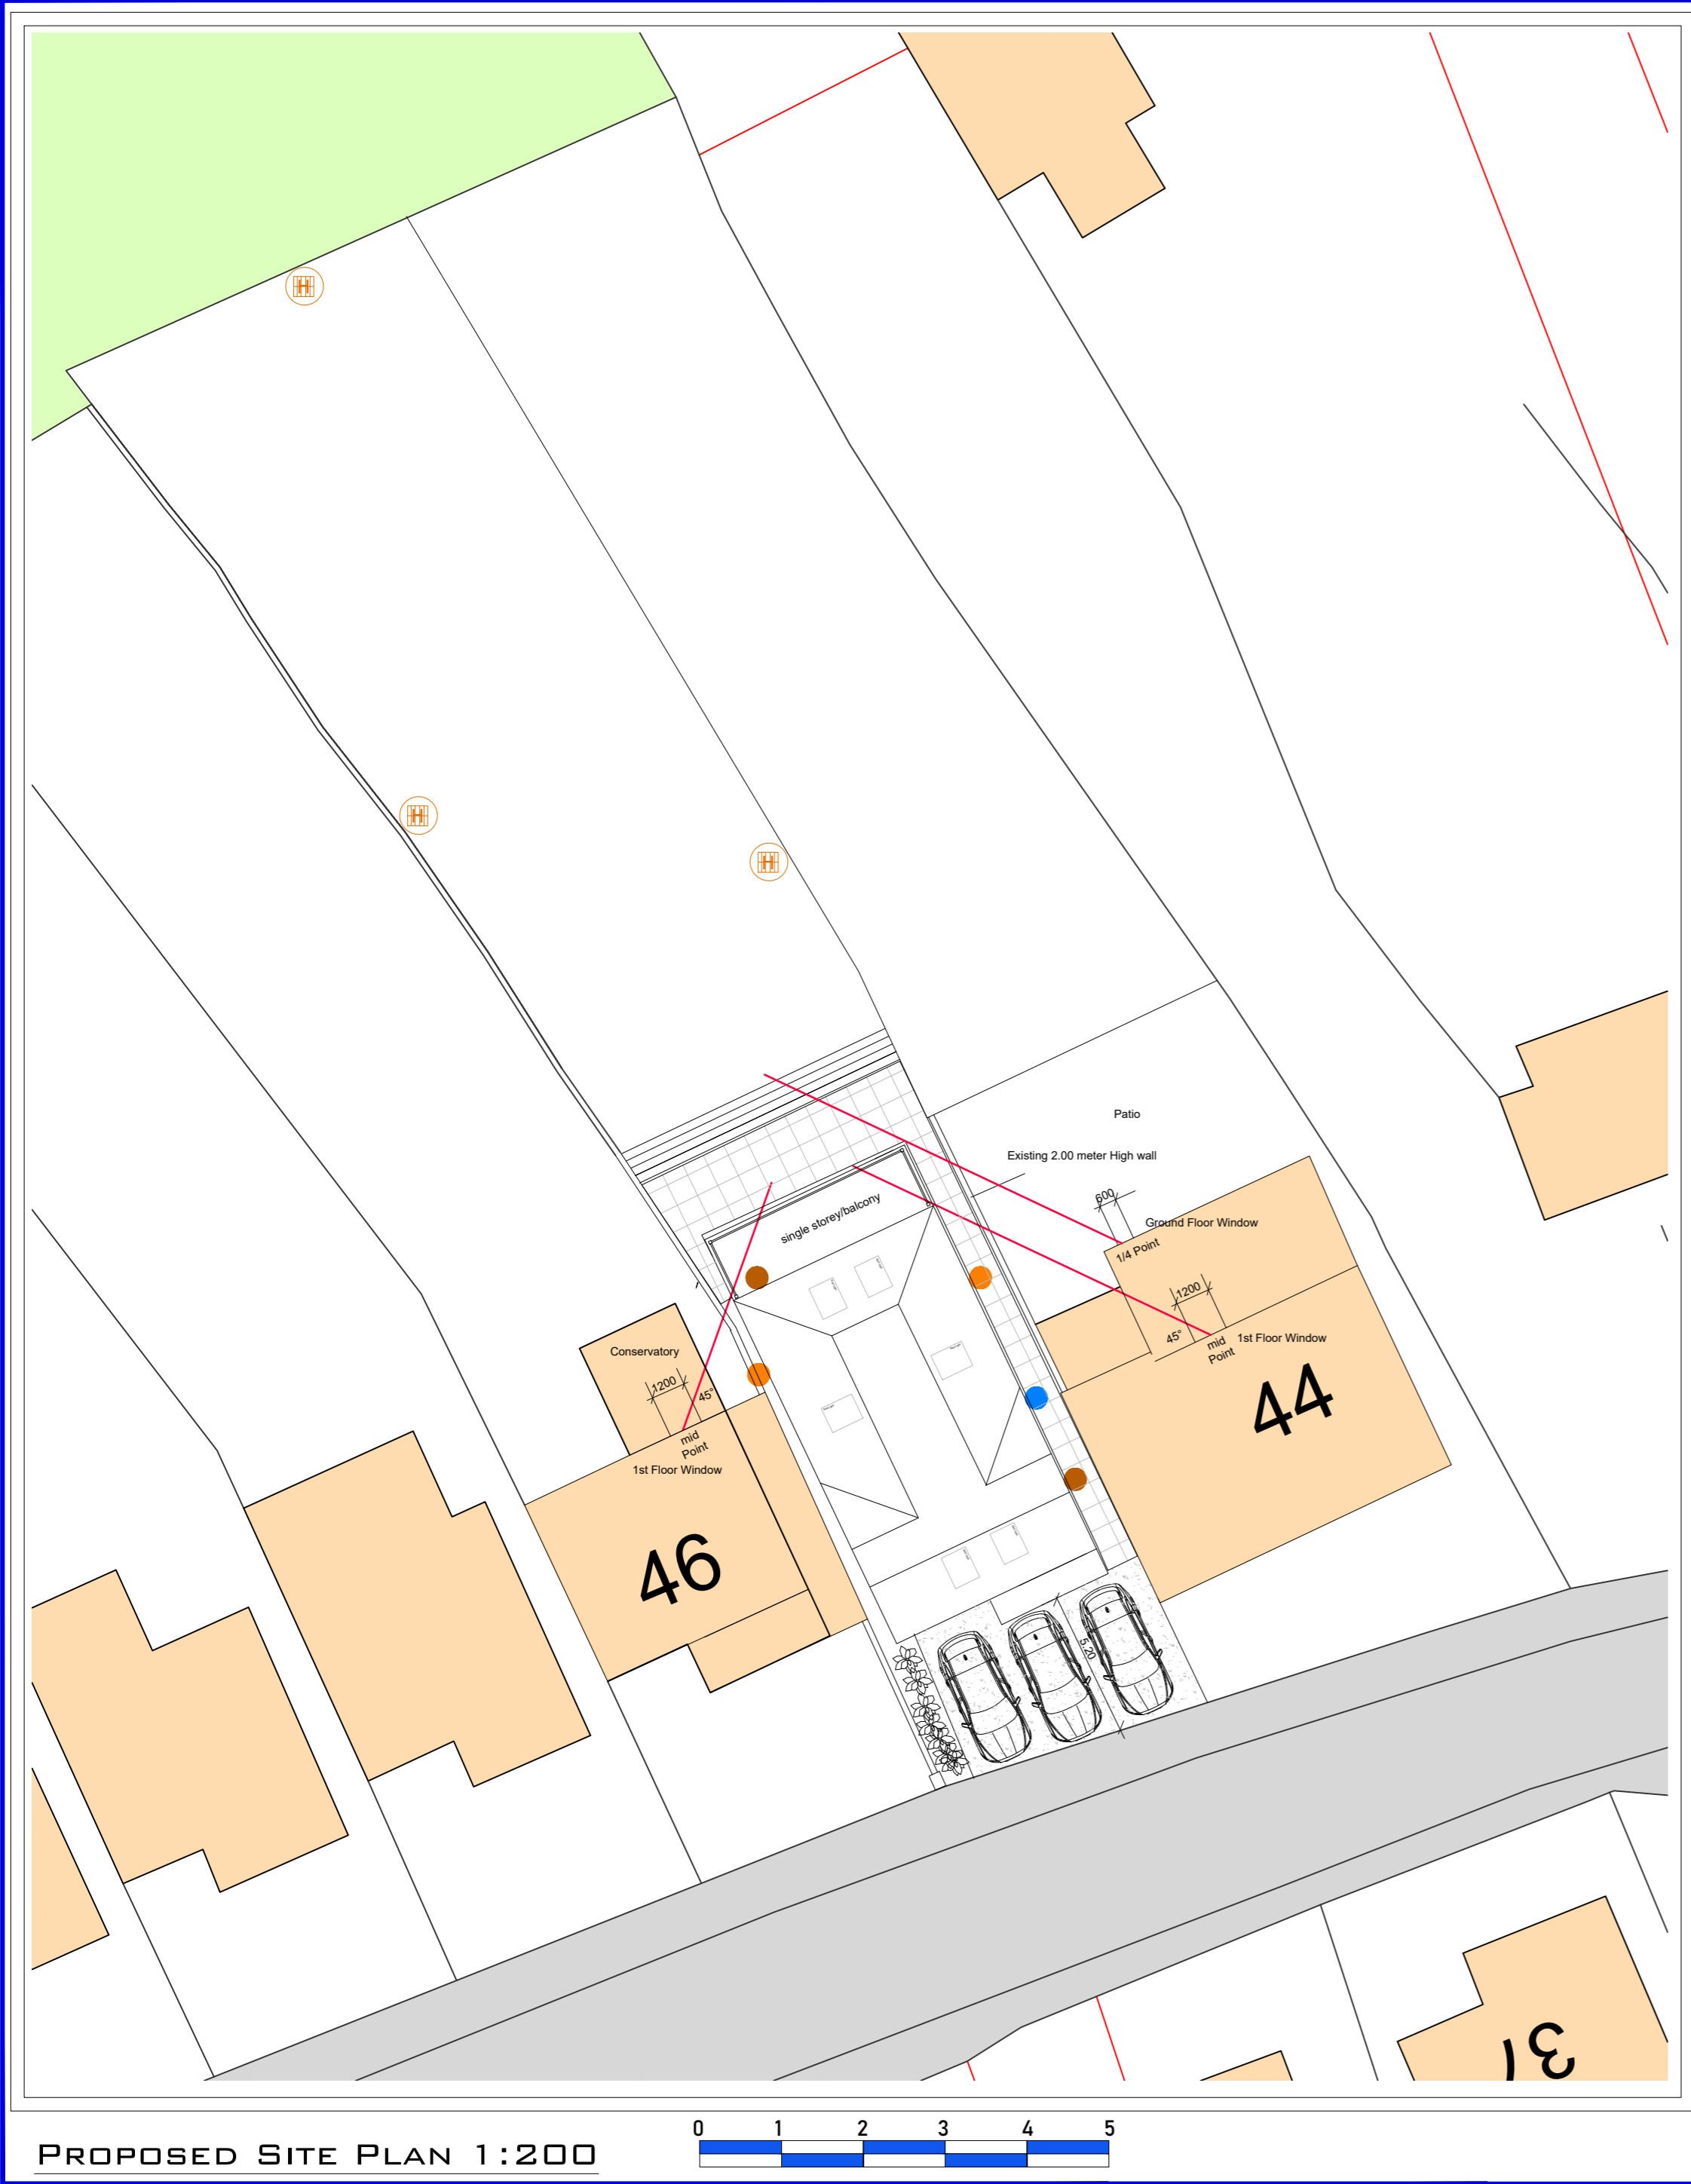 H
H
H
Patio
Existing 2.00 meter High wall
600
single storey/balcony
Ground Floor Window
1/4 Point
1200
45°
mid
Point
1st Floor Window
Conservatory
1200
45°
mid
Point
1st Floor Window
44
46
5.20
37
0 1 2 3 4 5
PROPOSED SITE PLAN 1:200